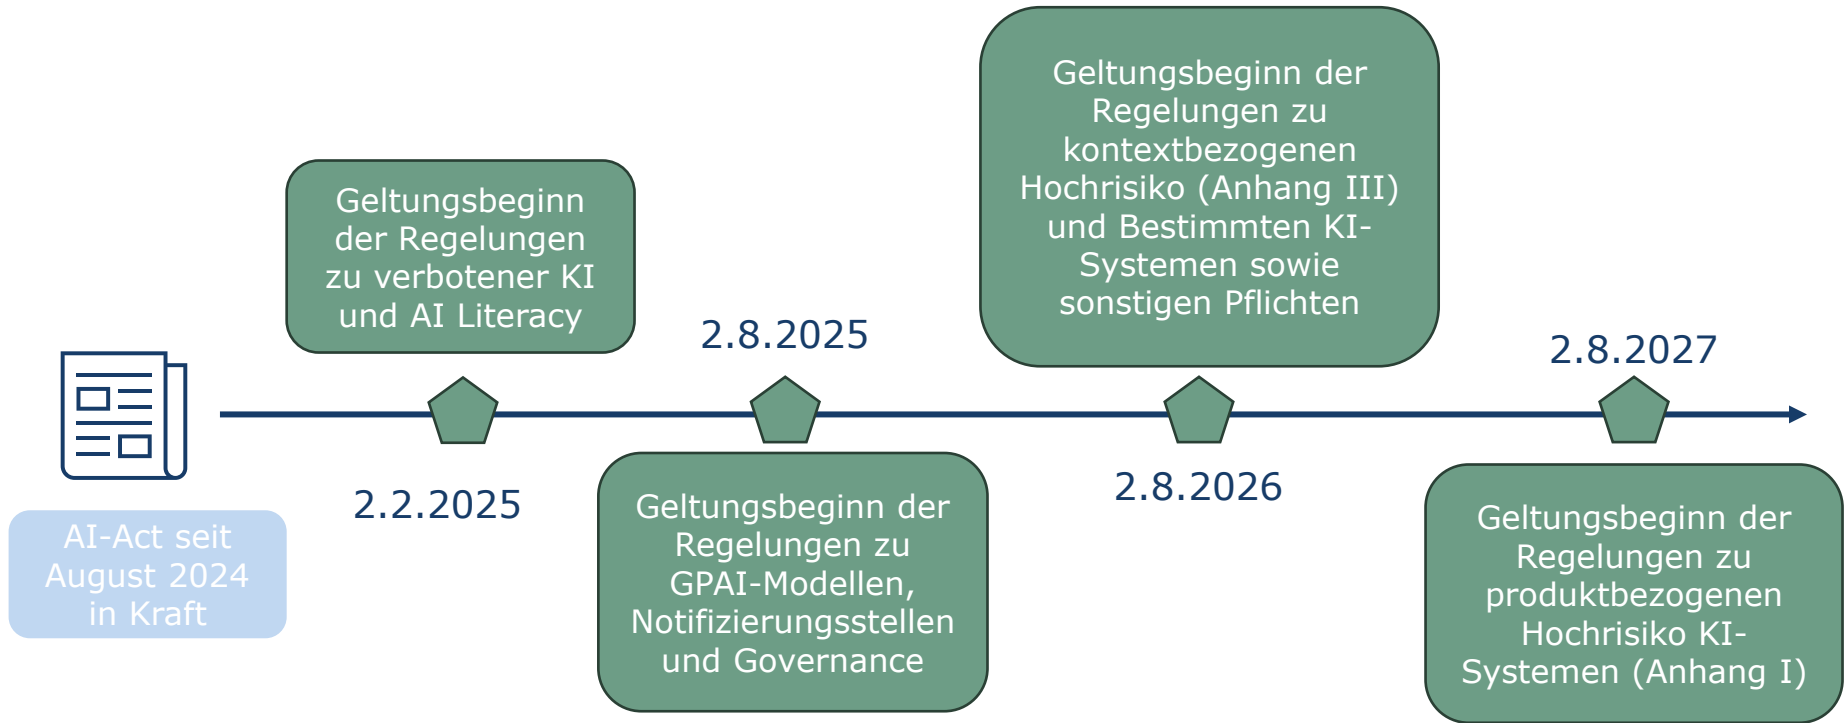 AI-Act seit
August 2024
in Kraft
Geltungsbeginn
der Regelungen
zu verbotener KI
und AI Literacy
2.2.2025
2.8.2025
Geltungsbeginn der
Regelungen zu
GPAI-Modellen,
Notifizierungsstellen
und Governance
Geltungsbeginn der
Regelungen zu
kontextbezogenen
Hochrisiko (Anhang III)
und Bestimmten KI-
Systemen sowie
sonstigen Pflichten
2.8.2026
2.8.2027
Geltungsbeginn der
Regelungen zu
produktbezogenen
Hochrisiko KI-
Systemen (Anhang I)